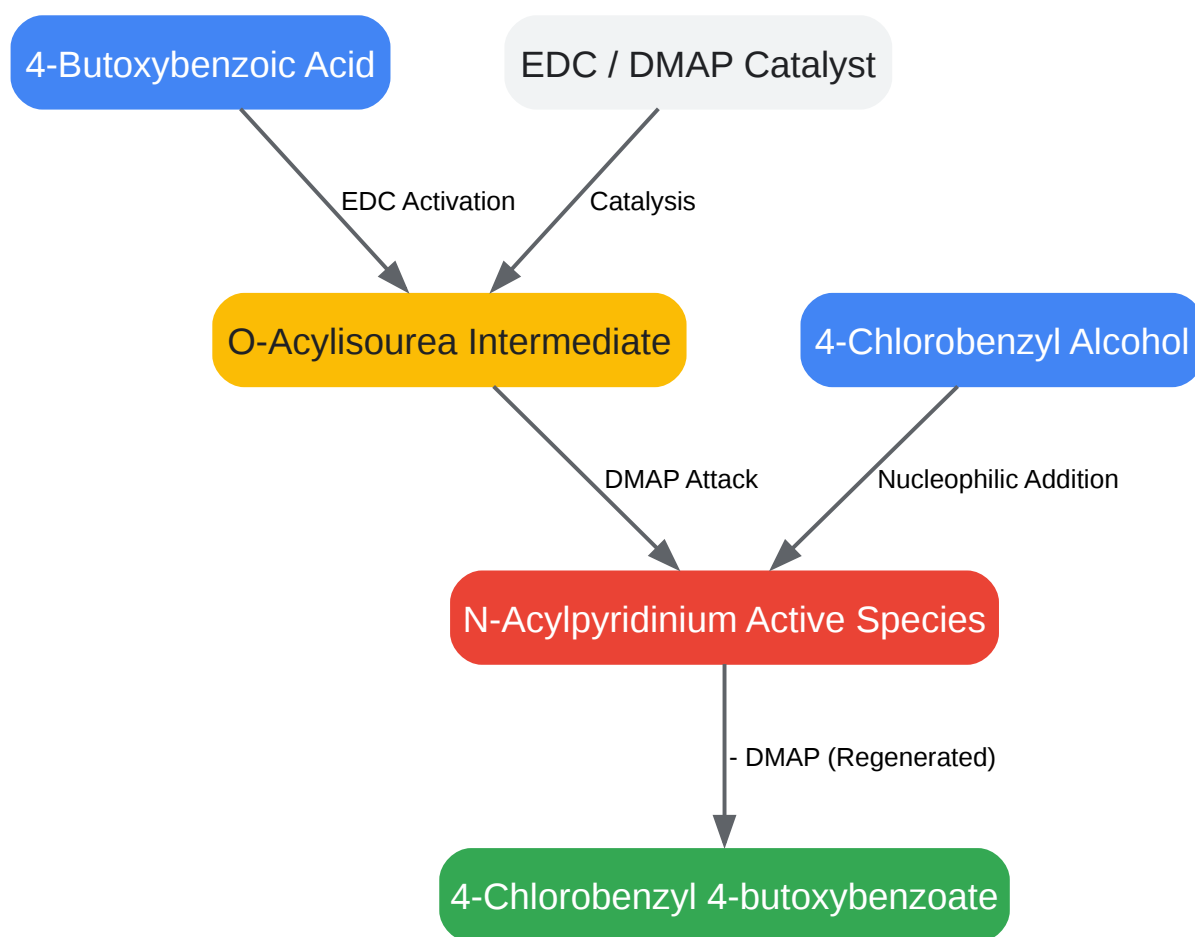 4-Butoxybenzoic Acid
EDC / DMAP Catalyst
EDC Activation
Catalysis
O-Acylisourea Intermediate
4-Chlorobenzyl Alcohol
DMAP Attack
Nucleophilic Addition
N-Acylpyridinium Active Species
- DMAP (Regenerated)
4-Chlorobenzyl 4-butoxybenzoate